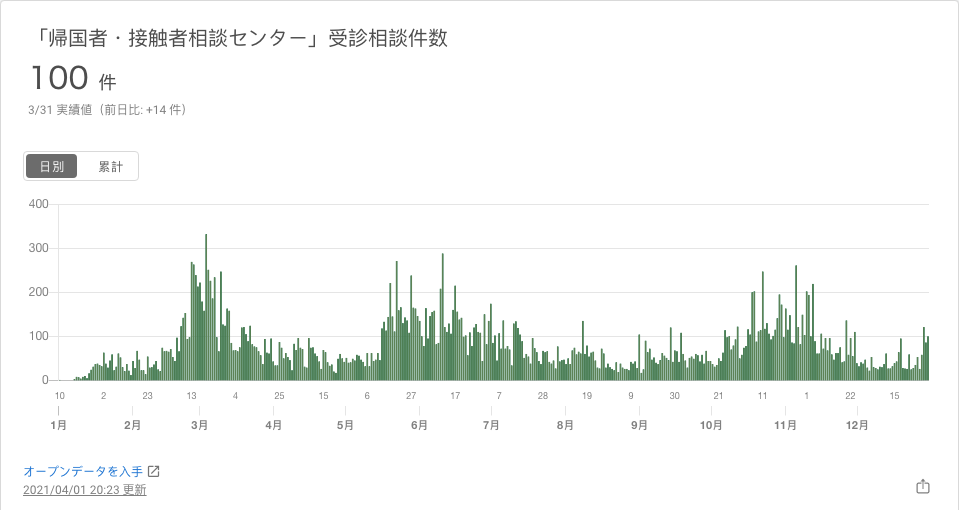 「帰国者・接触者相談センター」受診相談件数
100 件
3/31 実績値（前日比: +14 件）
日別 累計
400
300
200
100
0
10 2 23 13 4 25 15 6 27 17 7 28 19 9 30 21 11 1 22 15
1月 2月 3月 4月 5月 6月 7月 8月 9月 10月 11月 12月
オープンデータを入手
2021/04/01 20:23 更新